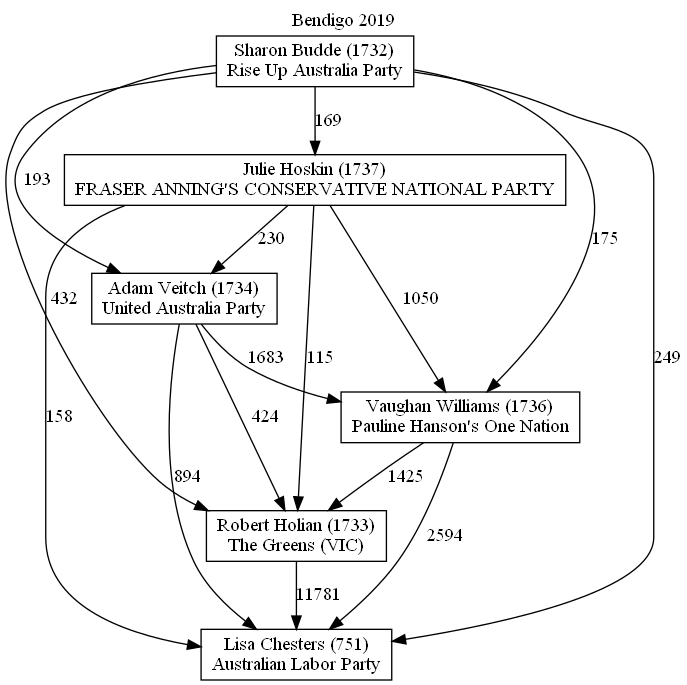 Bendigo 2019
Sharon Budde (1732)
Rise Up Australia Party
169
Julie Hoskin (1737)
FRASER ANNING'S CONSERVATIVE NATIONAL PARTY
193
230
175
Adam Veitch (1734)
United Australia Party
432
1050
1683
115
249
Vaughan Williams (1736)
Pauline Hanson's One Nation
158
424
894
1425
Robert Holian (1733)
The Greens (VIC)
2594
11781
Lisa Chesters (751)
Australian Labor Party